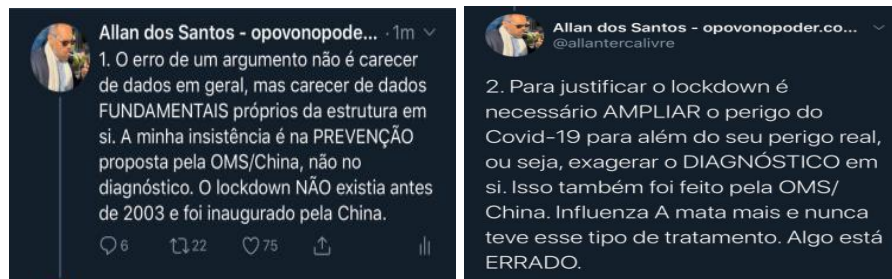 Allan dos Santos - opovonopode... · 1m
1. O erro de um argumento não é carecer
de dados em geral, mas carecer de dados
FUNDAMENTAIS próprios da estrutura em
si. A minha insistência é na PREVENÇÃO
proposta pela OMS/China, não no
diagnóstico. O lockdown NÃO existia antes
de 2003 e foi inaugurado pela China.
6 22 75
Allan dos Santos - opovonopoder.co...
@allantercalivre
2. Para justificar o lockdown é
necessário AMPLIAR o perigo do
Covid-19 para além do seu perigo real,
ou seja, exagerar o DIAGNÓSTICO em
si. Isso também foi feito pela OMS/
China. Influenza A mata mais e nunca
teve esse tipo de tratamento. Algo está
ERRADO.